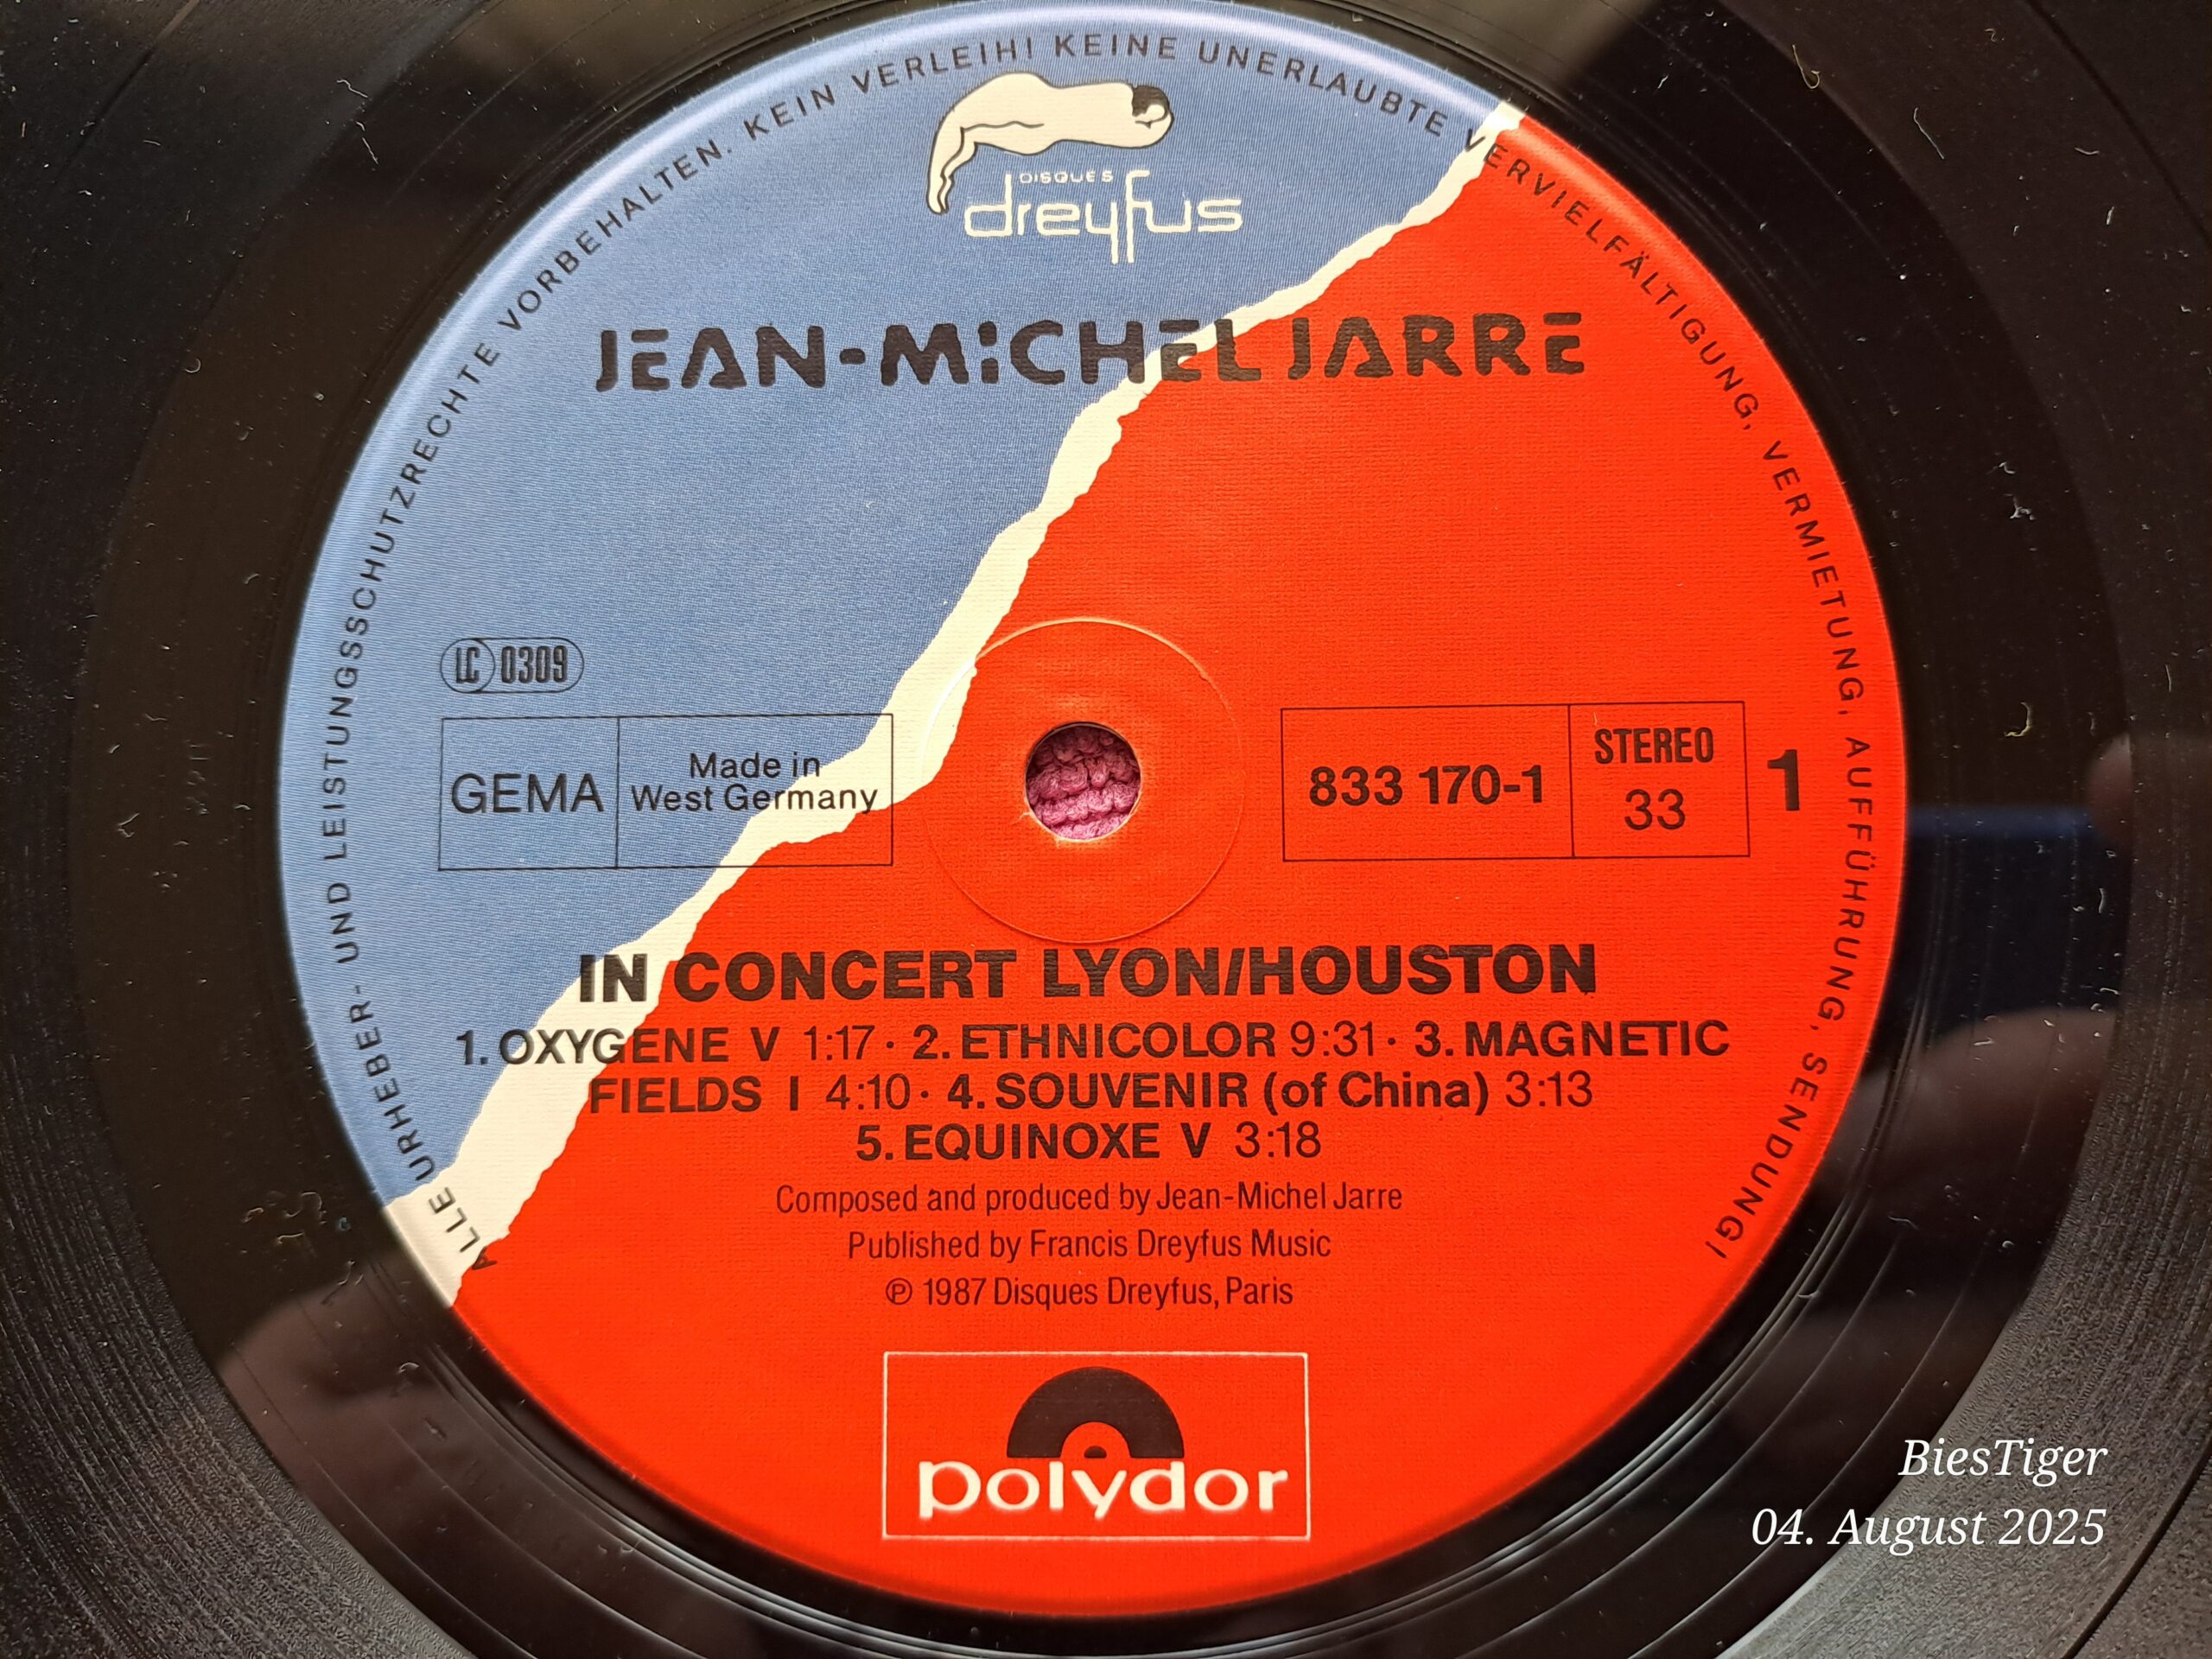 ALLE URHEBER- UND LEISTUNGSSCHUTZRECHTE VORBEHALTEN. KEIN VERLEIH! KEINE UNERLAUBTE VERVIELFÄLTIGUNG, VERMIETUNG, AUFFÜHRUNG, SENDUNG!
DISQUES
dreyfus
JEAN-MICHEL JARRE
LC 0309
GEMA
Made in
West Germany
833 170-1
STEREO
33
1
IN CONCERT LYON/HOUSTON
1. OXYGENE V 1:17 · 2. ETHNICOLOR 9:31 · 3. MAGNETIC
FIELDS I 4:10 · 4. SOUVENIR (of China) 3:13
5. EQUINOXE V 3:18
Composed and produced by Jean-Michel Jarre
Published by Francis Dreyfus Music
℗ 1987 Disques Dreyfus, Paris
polydor
BiesTiger
04. August 2025